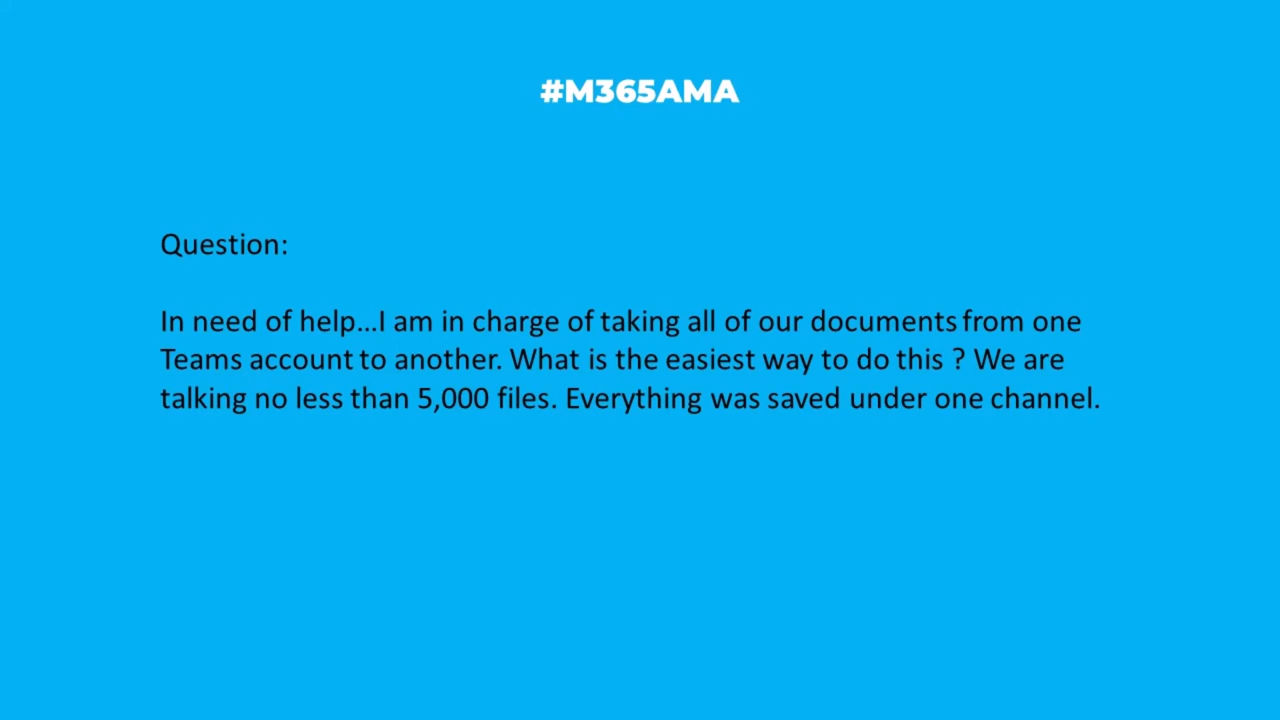 #M365AMA
Question:
In need of help...I am in charge of taking all of our documents from one
Teams account to another. What is the easiest way to do this ? We are
talking no less than 5,000 files. Everything was saved under one channel.